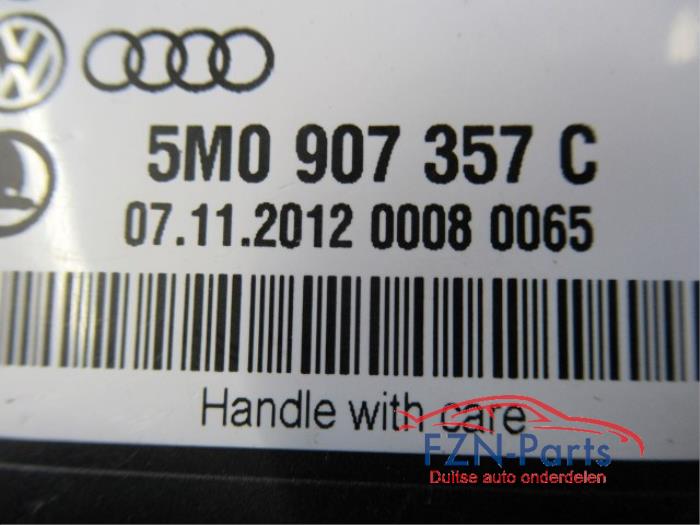 5M0 907 357 C
07.11.2012 0008 0065
Handle with care
FZN-Parts
Duitse auto onderdelen